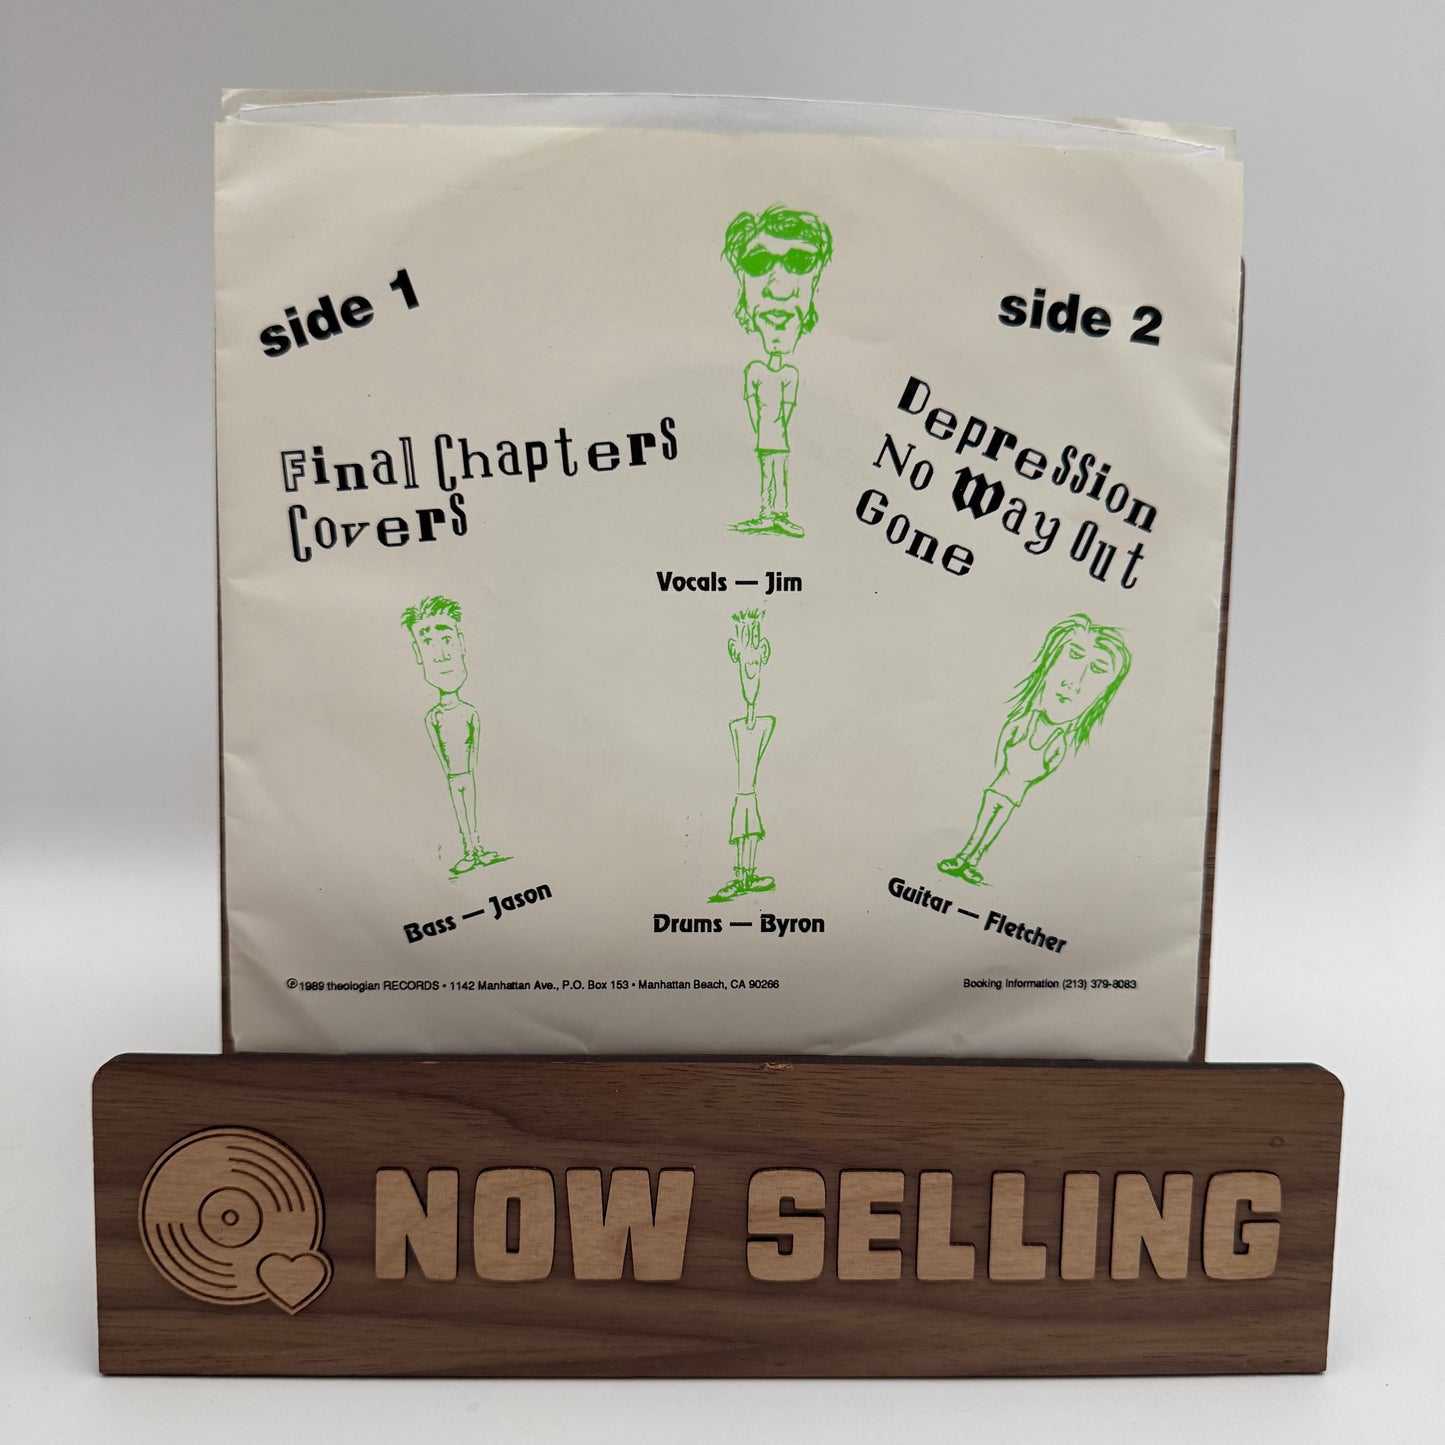 side 1
Final Chapters
Covers
side 2
Depression
No Way Out
Gone
Vocals — Jim
Bass — Jason
Drums — Byron
Guitar — Fletcher
℗ 1989 theologian RECORDS • 1142 Manhattan Ave., P.O. Box 153 • Manhattan Beach, CA 90266
Booking Information (213) 379-8083
NOW SELLING